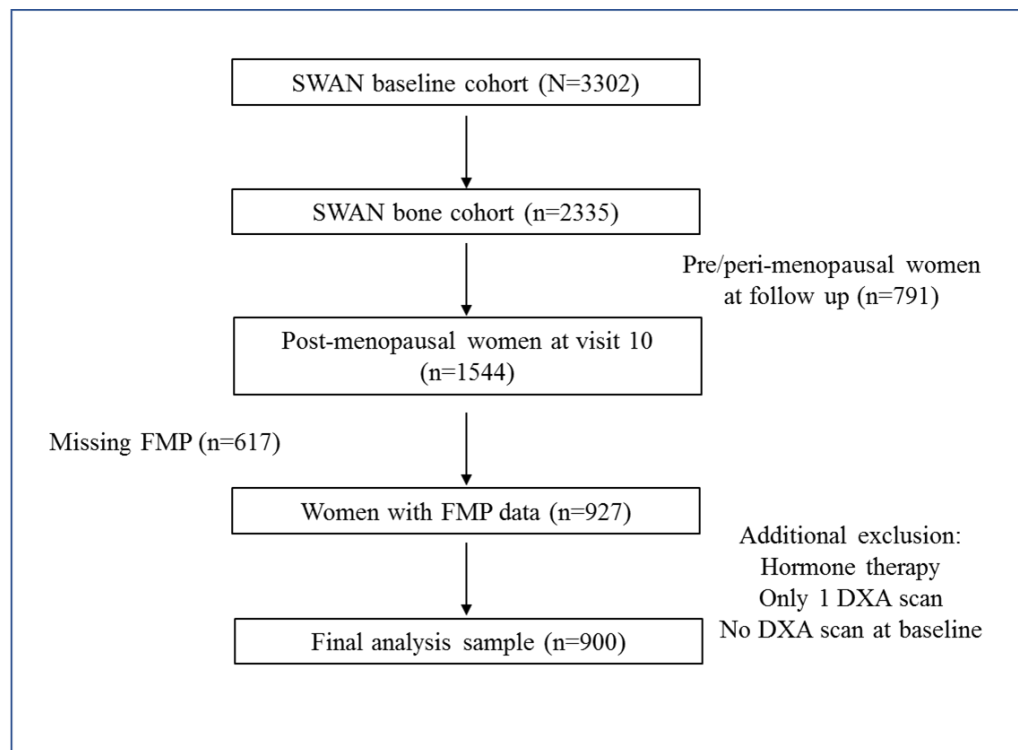 SWAN baseline cohort (N=3302)
SWAN bone cohort (n=2335)
Pre/peri-menopausal women
at follow up (n=791)
Post-menopausal women at visit 10
(n=1544)
Missing FMP (n=617)
Women with FMP data (n=927)
Additional exclusion:
Hormone therapy
Only 1 DXA scan
No DXA scan at baseline
Final analysis sample (n=900)